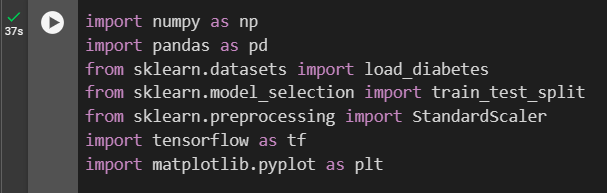 import numpy as np
37s
import pandas as pd
from sklearn.datasets import load_diabetes
from sklearn.model_selection import train_test_split
from sklearn.preprocessing import StandardScaler
import tensorflow as tf
import matplotlib.pyplot as plt